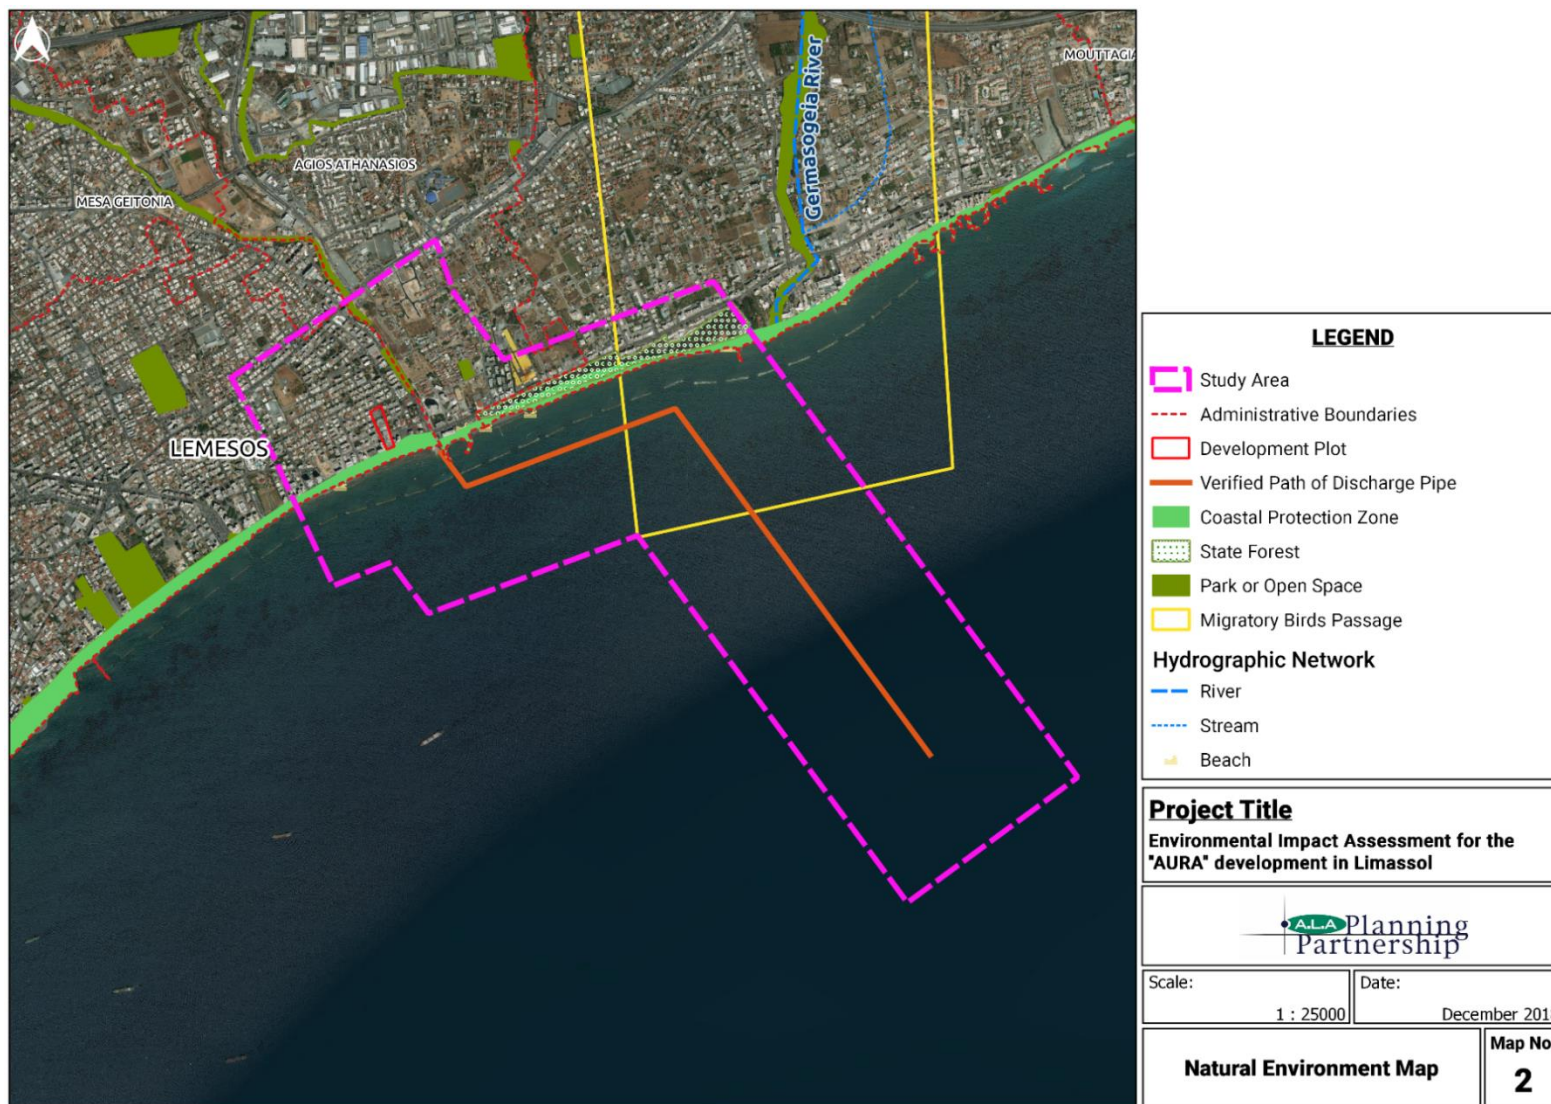 MOUTTAGIA
Germasogeia River
AGIOS ATHANASIOS
MESA GEITONIA
LEMESOS
LEGEND
Study Area
Administrative Boundaries
Development Plot
Verified Path of Discharge Pipe
Coastal Protection Zone
State Forest
Park or Open Space
Migratory Birds Passage
Hydrographic Network
River
Stream
Beach
Project Title
Environmental Impact Assessment for the
"AURA" development in Limassol
A.L.A Planning
Partnership
Scale:
1 : 25000
Date:
December 201
Natural Environment Map
Map No
2